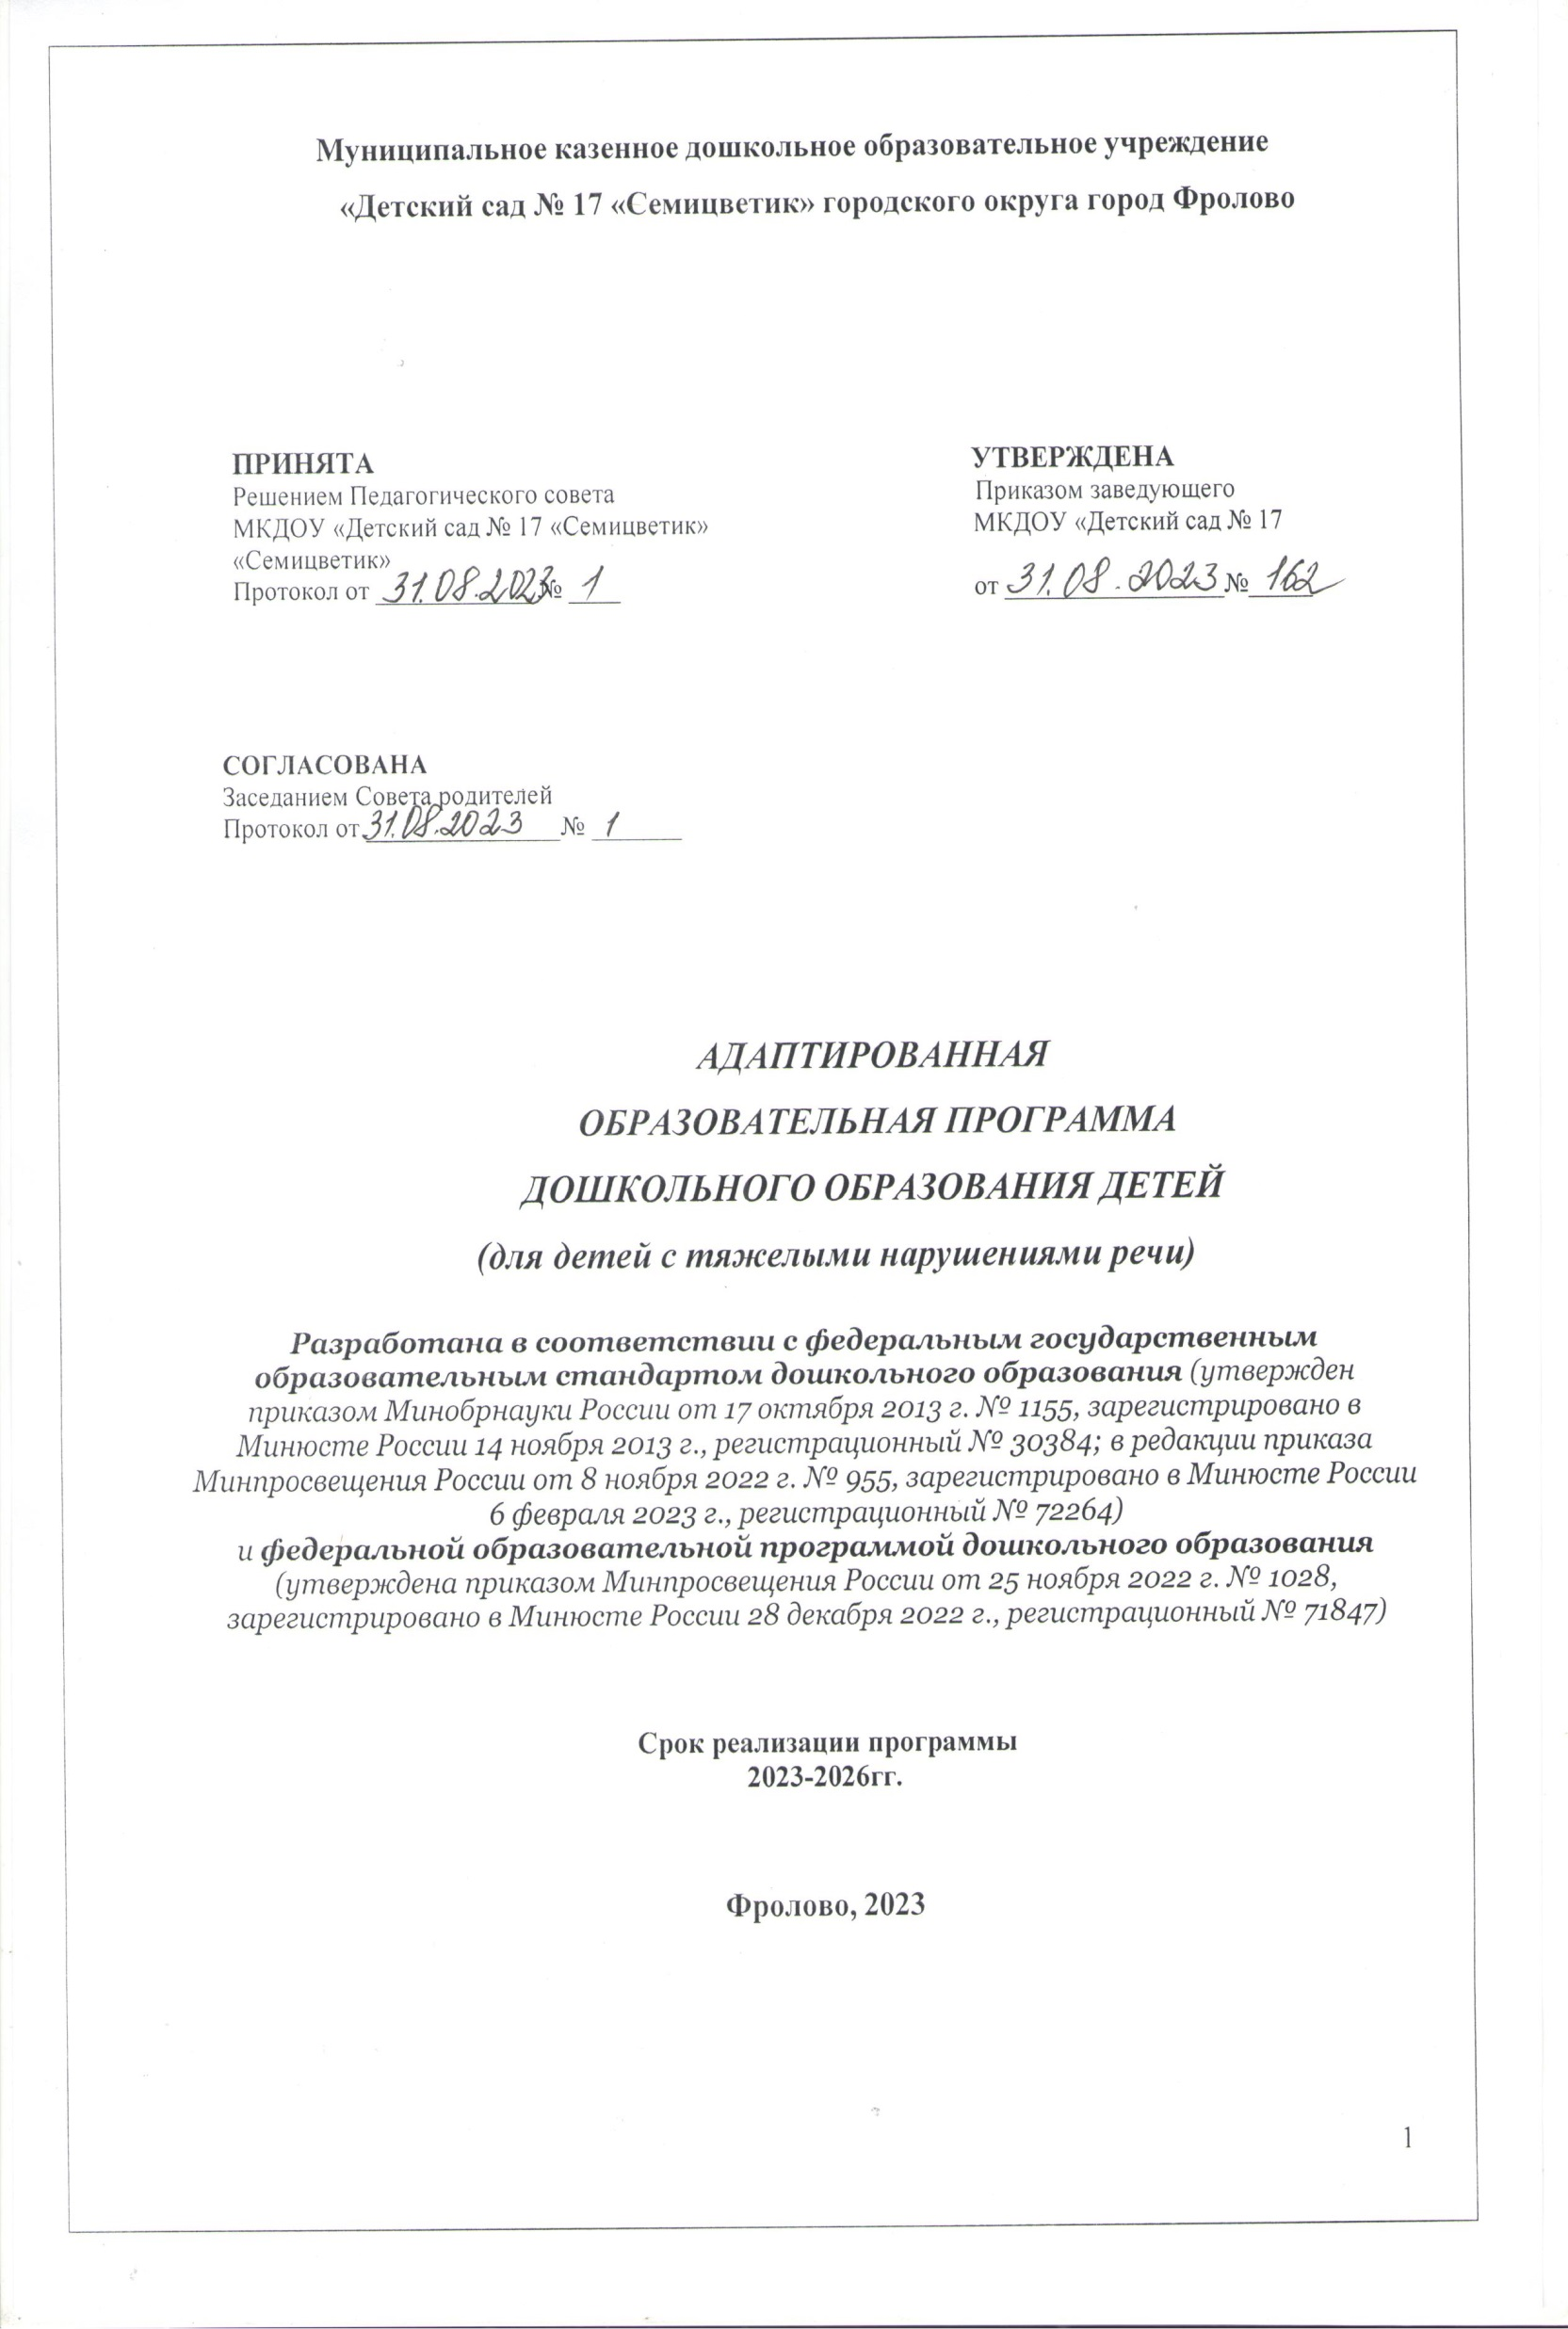 Муниципальное казенное дошкольное образовательное учреждение
«Детский сад № 17 «Семицветик» городского округа город Фролово
ПРИНЯТА
Решением Педагогического совета
МКДОУ «Детский сад № 17 «Семицветик»
«Семицветик»
Протокол от 31.08.2023 № 1
УТВЕРЖДЕНА
Приказом заведующего
МКДОУ «Детский сад № 17
от 31.08.2023 № 162
СОГЛАСОВАНА
Заседанием Совета родителей
Протокол от 31.08.2023 № 1
АДАПТИРОВАННАЯ
ОБРАЗОВАТЕЛЬНАЯ ПРОГРАММА
ДОШКОЛЬНОГО ОБРАЗОВАНИЯ ДЕТЕЙ
(для детей с тяжелыми нарушениями речи)
Разработана в соответствии с федеральным государственным
образовательным стандартом дошкольного образования (утвержден
приказом Минобрнауки России от 17 октября 2013 г. № 1155, зарегистрировано в
Минюсте России 14 ноября 2013 г., регистрационный № 30384; в редакции приказа
Минпросвещения России от 8 ноября 2022 г. № 955, зарегистрировано в Минюсте России
6 февраля 2023 г., регистрационный № 72264)
и федеральной образовательной программой дошкольного образования
(утверждена приказом Минпросвещения России от 25 ноября 2022 г. № 1028,
зарегистрировано в Минюсте России 28 декабря 2022 г., регистрационный № 71847)
Срок реализации программы
2023-2026гг.
Фролово, 2023
1